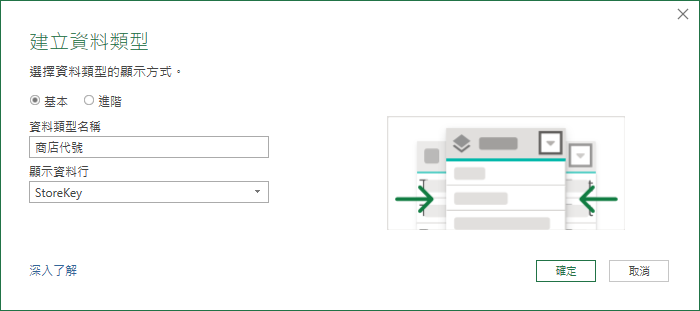 建立資料類型
選擇資料類型的顯示方式。
基本 進階
資料類型名稱
商店代號
顯示資料行
StoreKey
深入了解
確定 取消